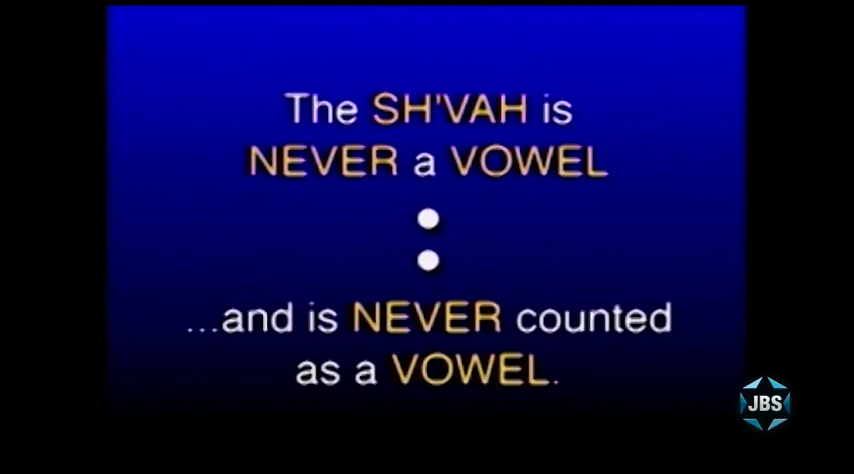 The SH'VAH is
NEVER a VOWEL
:
...and is NEVER counted
as a VOWEL.
JBS